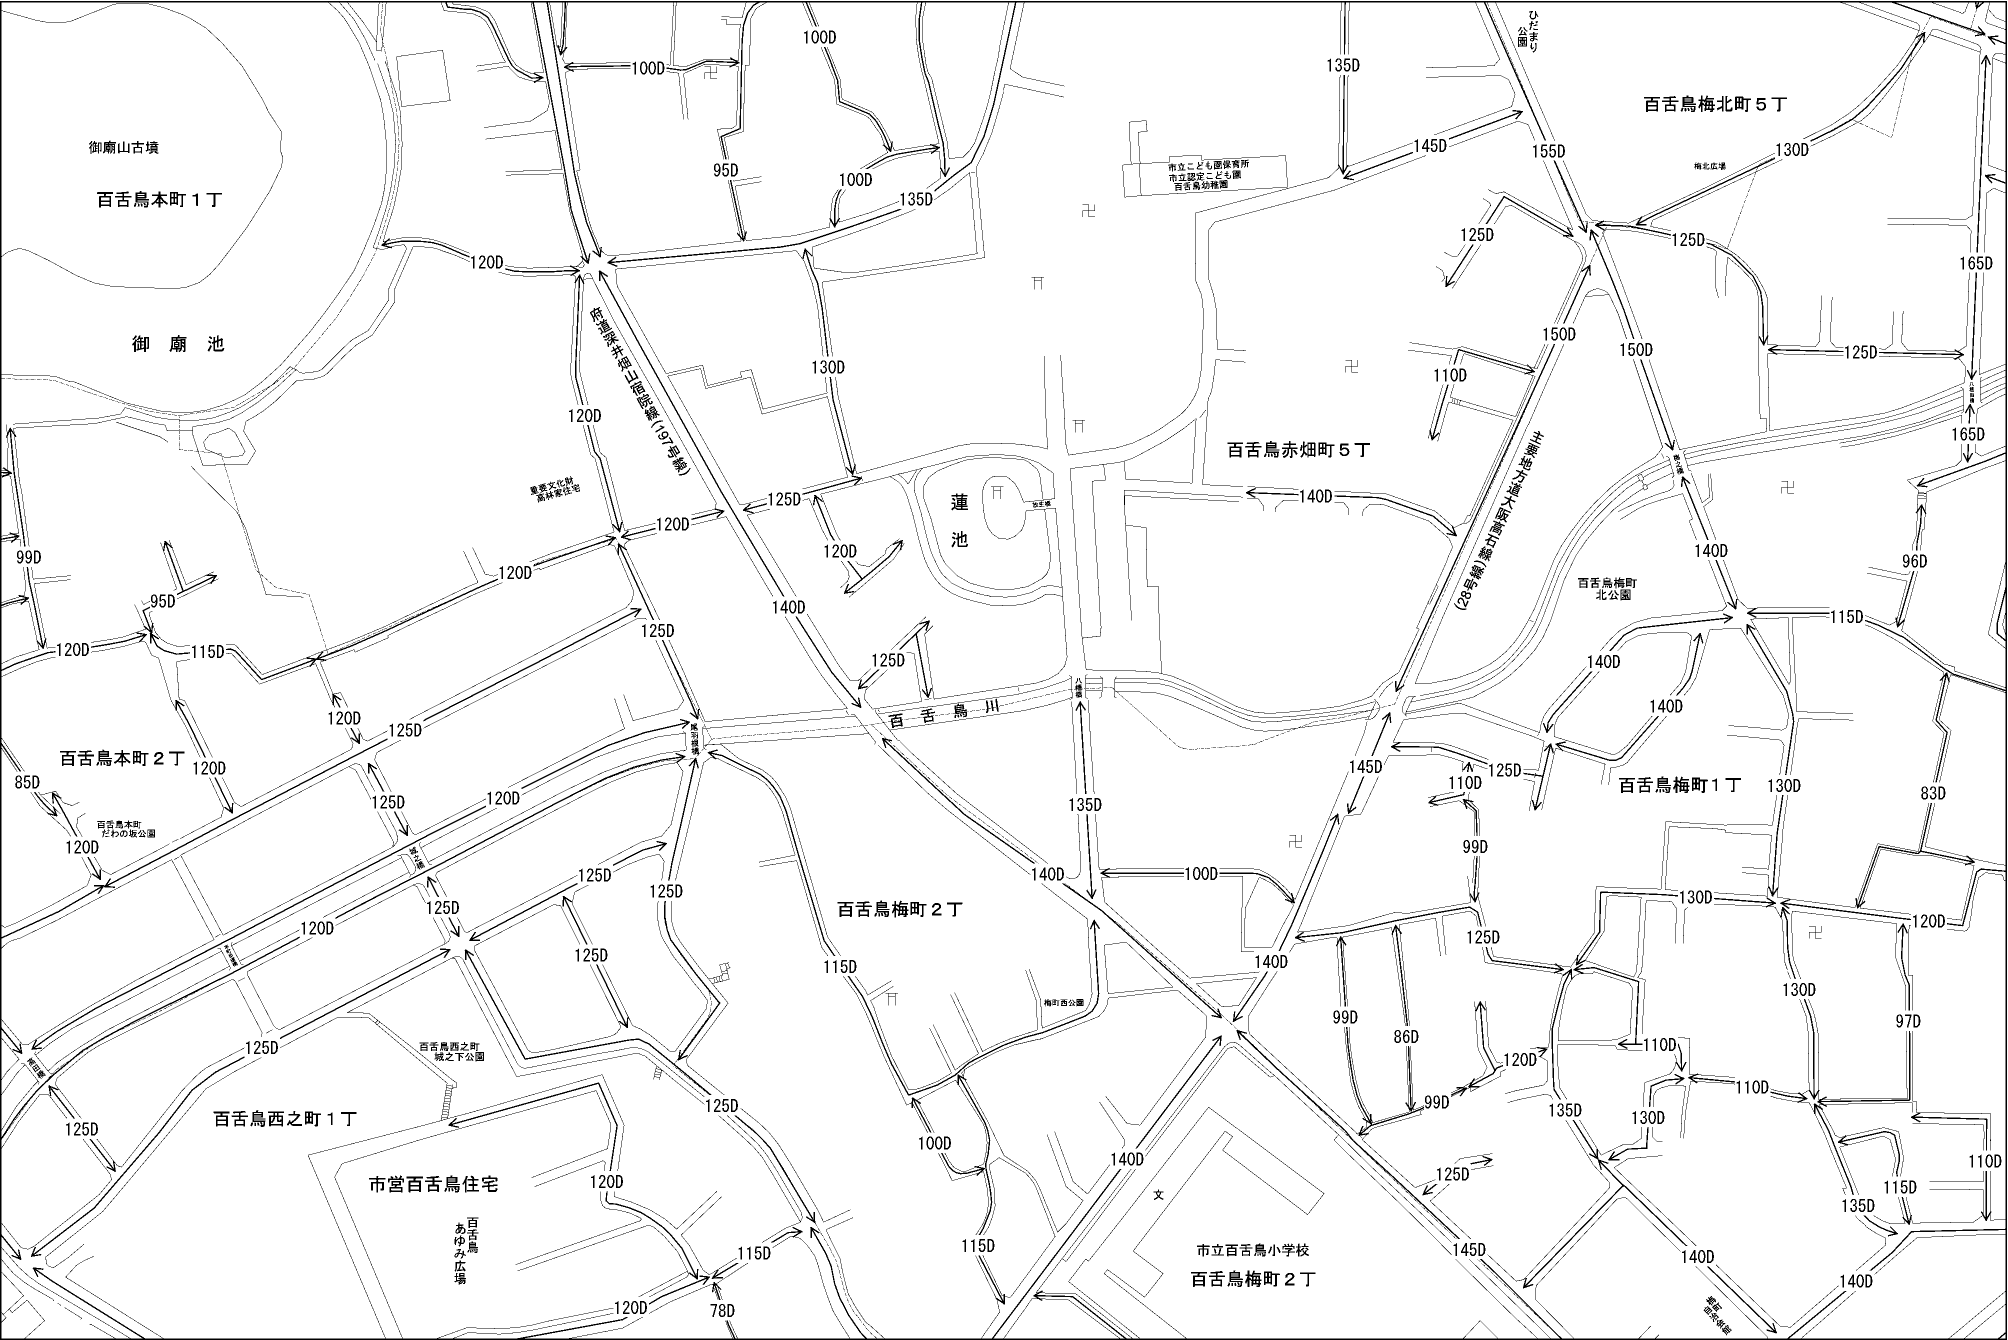 ひだまり
公園
100D
135D
100D
百舌鳥梅北町５丁
御廟山古墳
145D
155D
130D
95D
100D
市立こども園保育所
市立認定こども園
百舌鳥幼稚園
梅北広場
百舌鳥本町１丁
135D
125D
125D
120D
165D
府道深井畑山宿院線(197号線)
150D
150D
御廟池
130D
110D
125D
120D
165D
百舌鳥赤畑町５丁
主要地方道大阪高石線(28号線)
重要文化財
高林家住宅
125D
蓮池
放生橋
140D
120D
99D
120D
120D
140D
96D
百舌鳥梅町
北公園
95D
140D
115D
125D
120D
115D
125D
140D
八幡橋
140D
120D
125D
百舌鳥川
百舌鳥本町２丁
120D
145D
125D
110D
百舌鳥梅町１丁
130D
85D
125D
120D
135D
83D
百舌鳥本町
だわの坂公園
120D
城之橋
140D
100D
99D
125D
125D
125D
百舌鳥梅町２丁
130D
120D
120D
125D
125D
115D
140D
130D
梅町西公園
99D
86D
97D
百舌鳥西之町
城之下公園
125D
120D
110D
110D
125D
99D
135D
130D
百舌鳥西之町１丁
125D
100D
140D
125D
110D
市営百舌鳥住宅
120D
115D
文
135D
百舌鳥
あゆみ広場
115D
115D
市立百舌鳥小学校
145D
140D
百舌鳥梅町２丁
140D
120D
78D